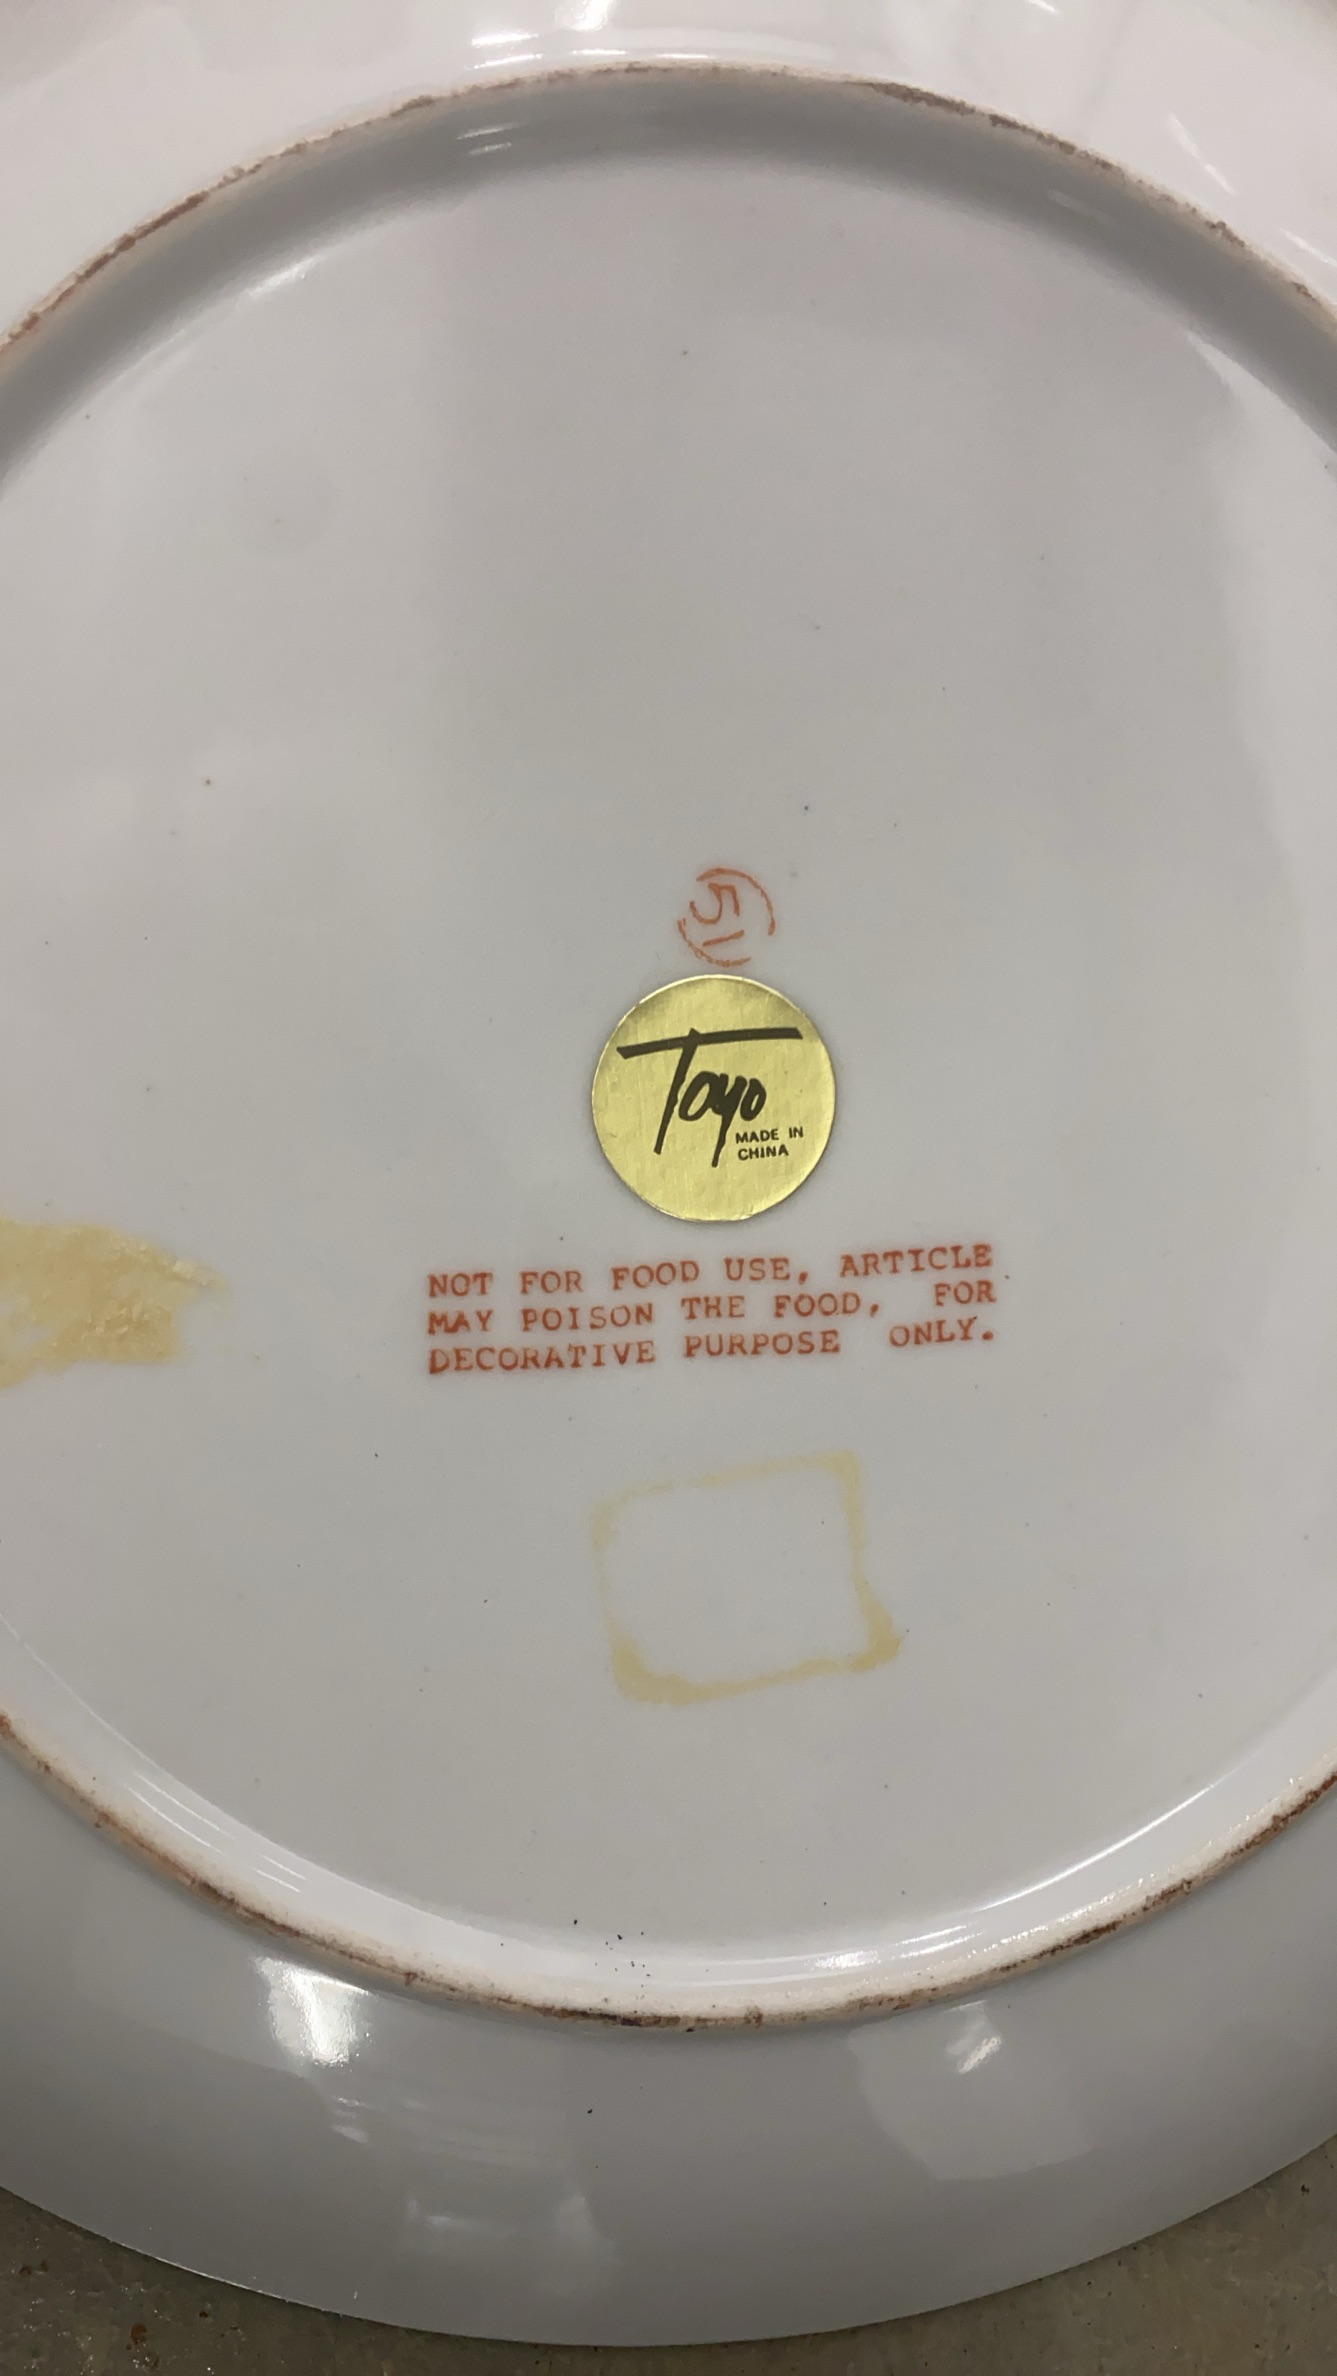 51
Toyo
MADE IN
CHINA
NOT FOR FOOD USE, ARTICLE
MAY POISON THE FOOD, FOR
DECORATIVE PURPOSE ONLY.